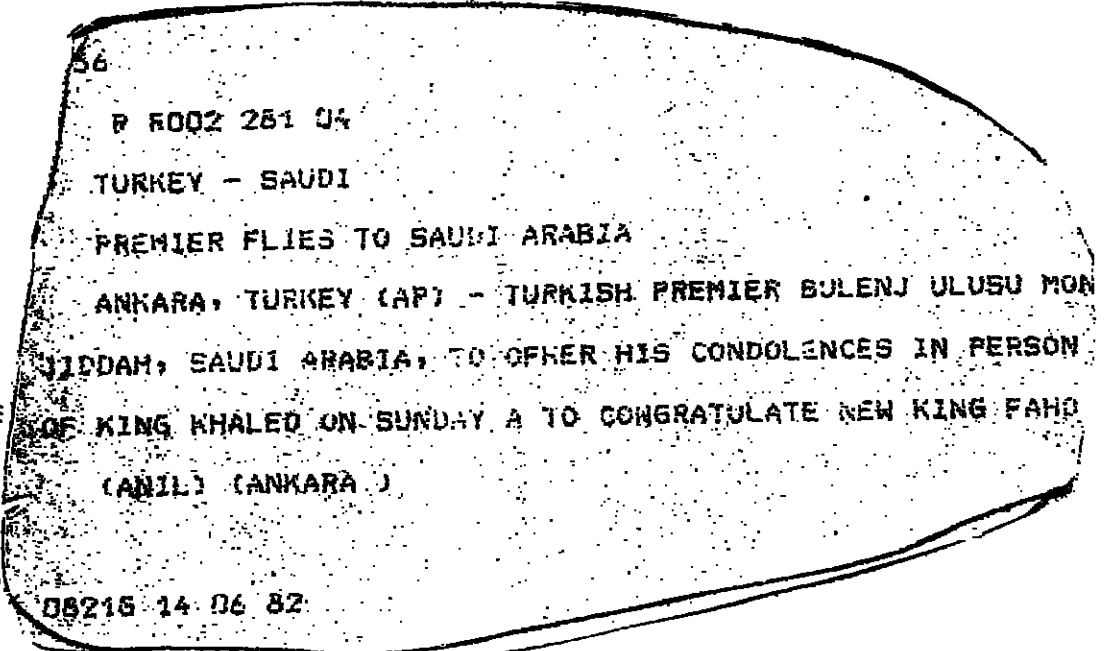 56
R R002 281 04
TURKEY - SAUDI
PREMIER FLIES TO SAUDI ARABIA
ANKARA, TURKEY (AP) - TURKISH PREMIER BULENJ ULUSU MON
JIDDAH, SAUDI ARABIA, TO OFHER HIS CONDOLENCES IN PERSON
OF KING KHALED ON SUNDAY A TO CONGRATULATE NEW KING FAHD
(ANIL) (ANKARA )
08215 14 06 82